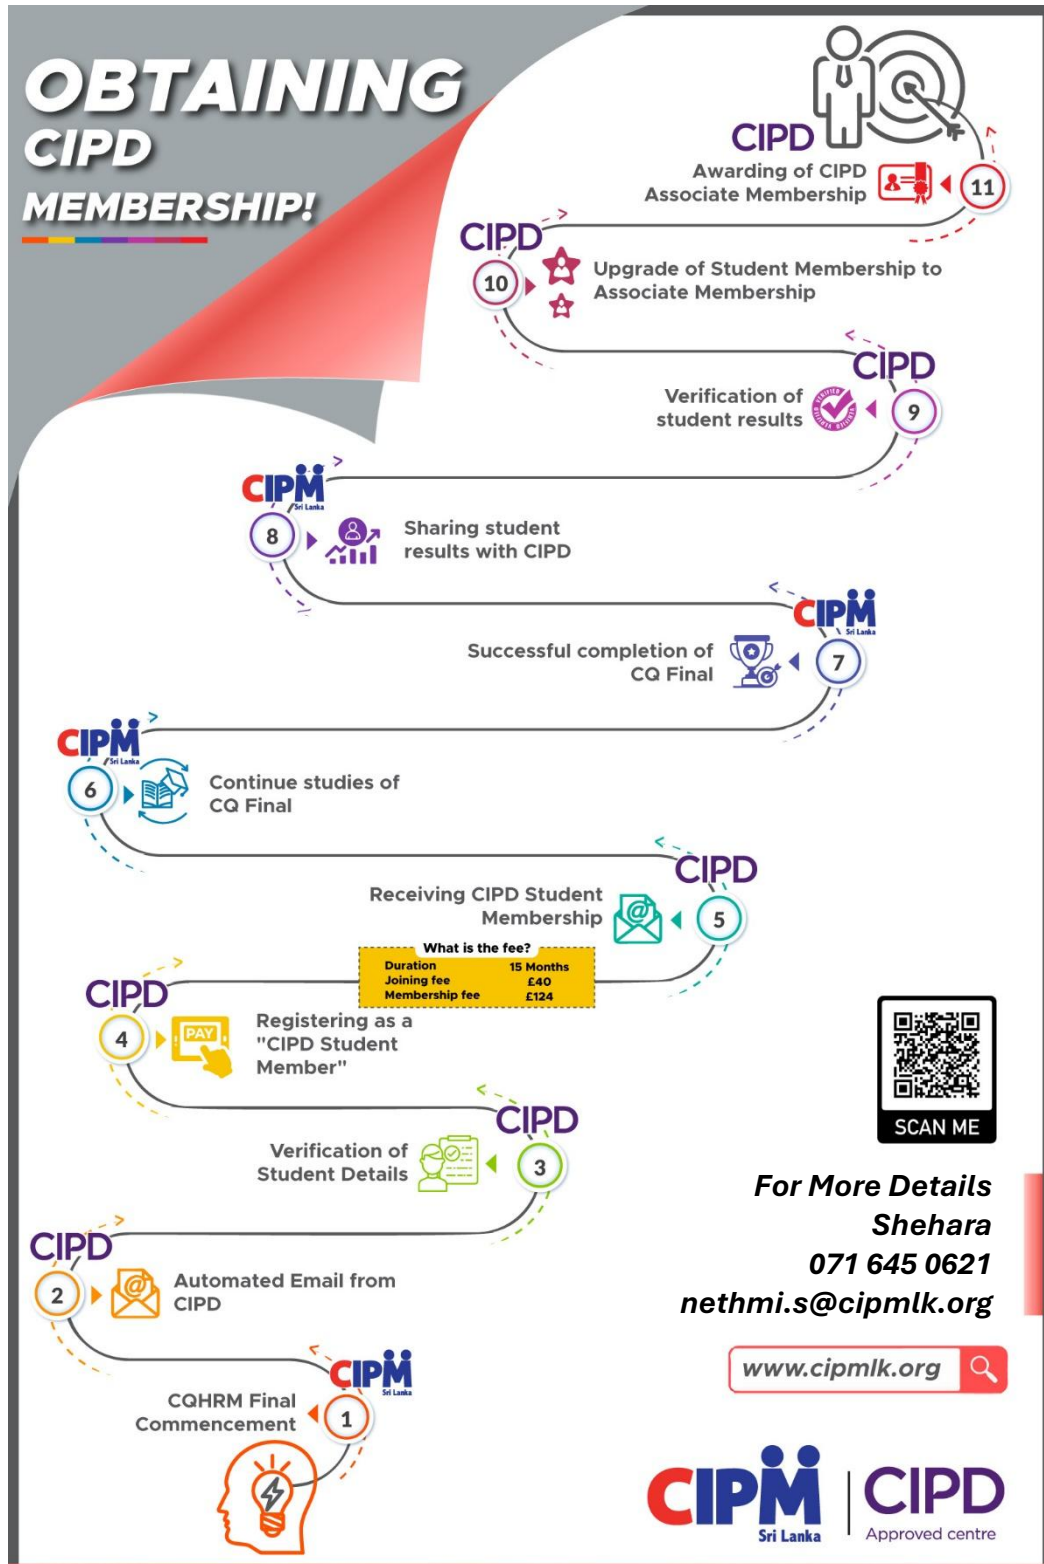 OBTAINING
CIPD
MEMBERSHIP!
CIPD
Awarding of CIPD
Associate Membership
11
CIPD
10
Upgrade of Student Membership to
Associate Membership
CIPD
Verification of
student results
VERIFIED
9
CIPM
Sri Lanka
8
Sharing student
results with CIPD
CIPM
Sri Lanka
Successful completion of
CQ Final
7
CIPM
Sri Lanka
6
Continue studies of
CQ Final
CIPD
Receiving CIPD Student
Membership
5
What is the fee?
Duration 15 Months
Joining fee £40
Membership fee £124
CIPD
4
PAY
Registering as a
"CIPD Student
Member"
CIPD
Verification of
Student Details
3
CIPD
2
Automated Email from
CIPD
CIPM
Sri Lanka
CQHRM Final
Commencement
1
SCAN ME
For More Details
Shehara
071 645 0621
nethmi.s@cipmlk.org
www.cipmlk.org
CIPM
Sri Lanka
CIPD
Approved centre